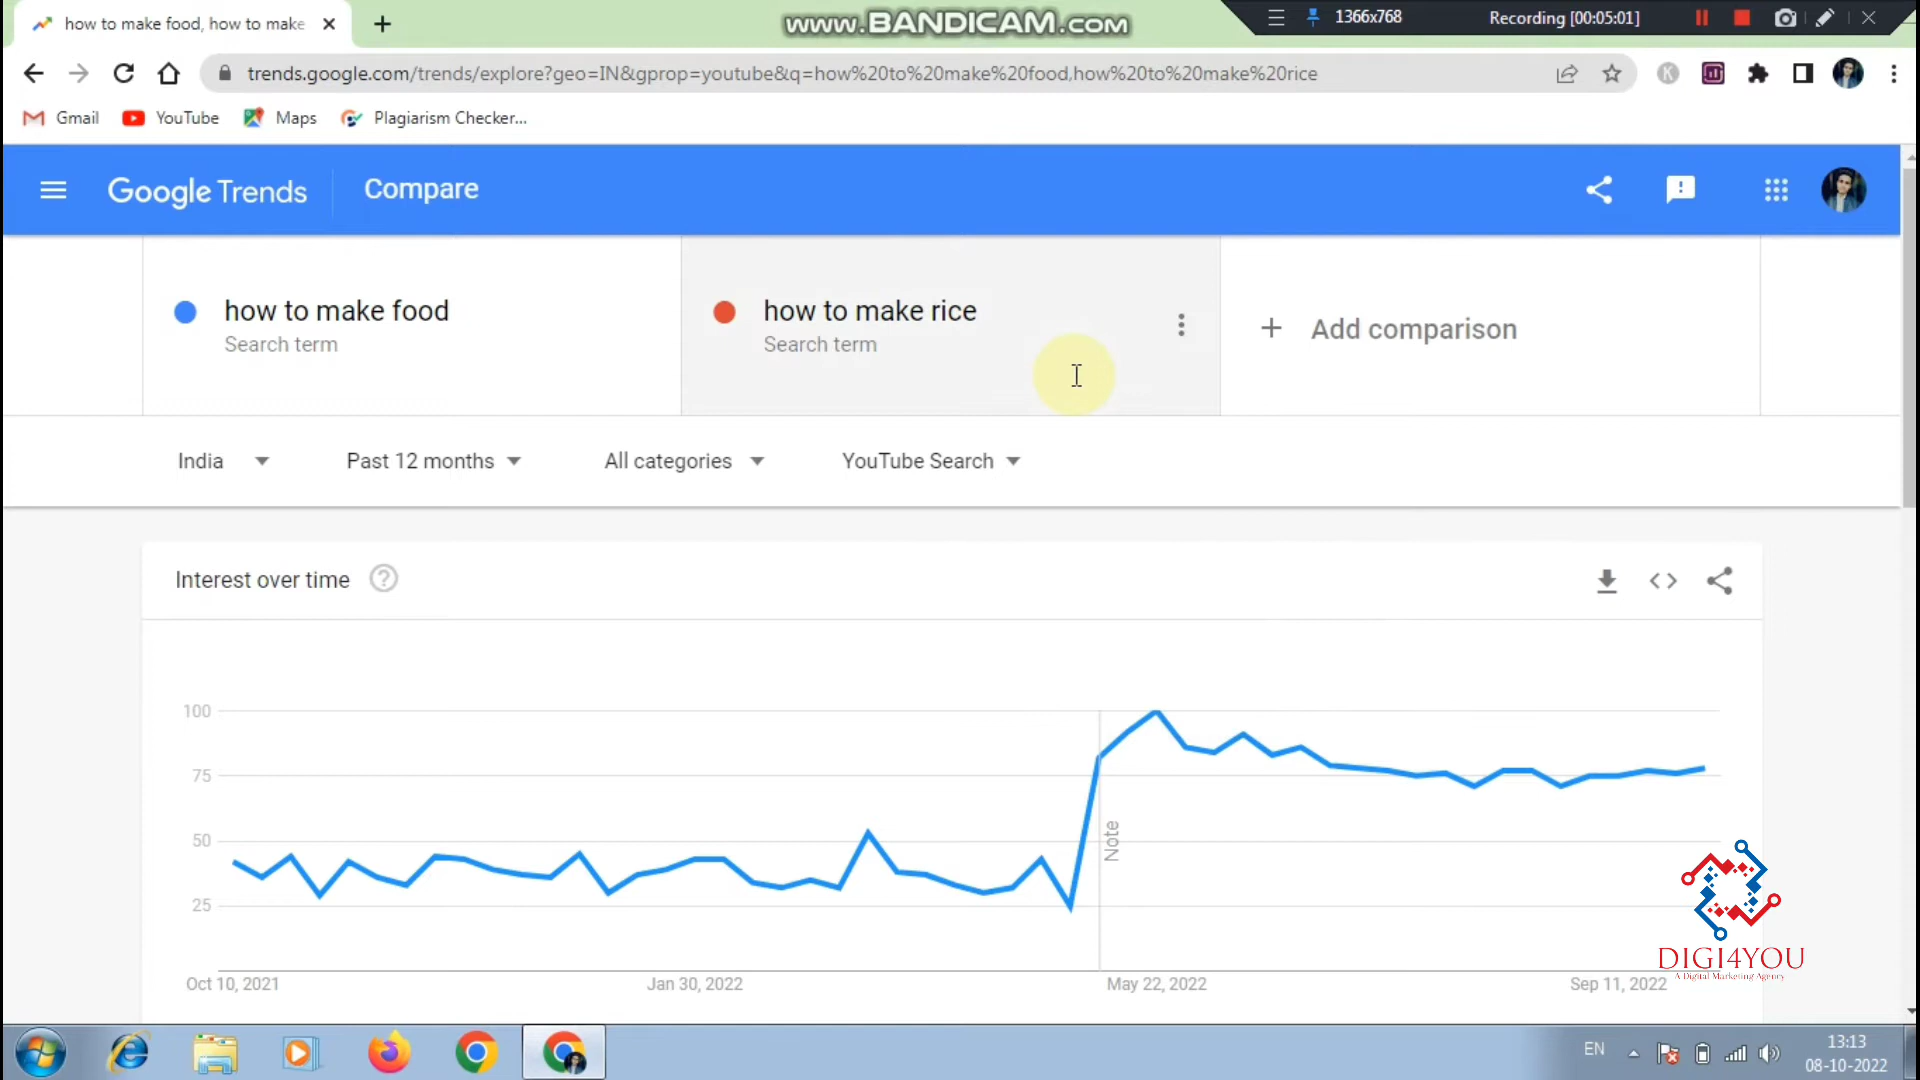 how to make food, how to make
www.BANDICAM.com
1366x768
Recording [00:05:01]
trends.google.com/trends/explore?geo=IN&gprop=youtube&q=how%20to%20make%20food,how%20to%20make%20rice
Gmail
YouTube
Maps
Plagiarism Checker...
Google Trends
Compare
how to make food
Search term
how to make rice
Search term
+ Add comparison
India
Past 12 months
All categories
YouTube Search
Interest over time
100
75
50
25
Note
Oct 10, 2021
Jan 30, 2022
May 22, 2022
Sep 11, 2022
DIGI4YOU
A Digital Marketing Agency
EN
13:13
08-10-2022